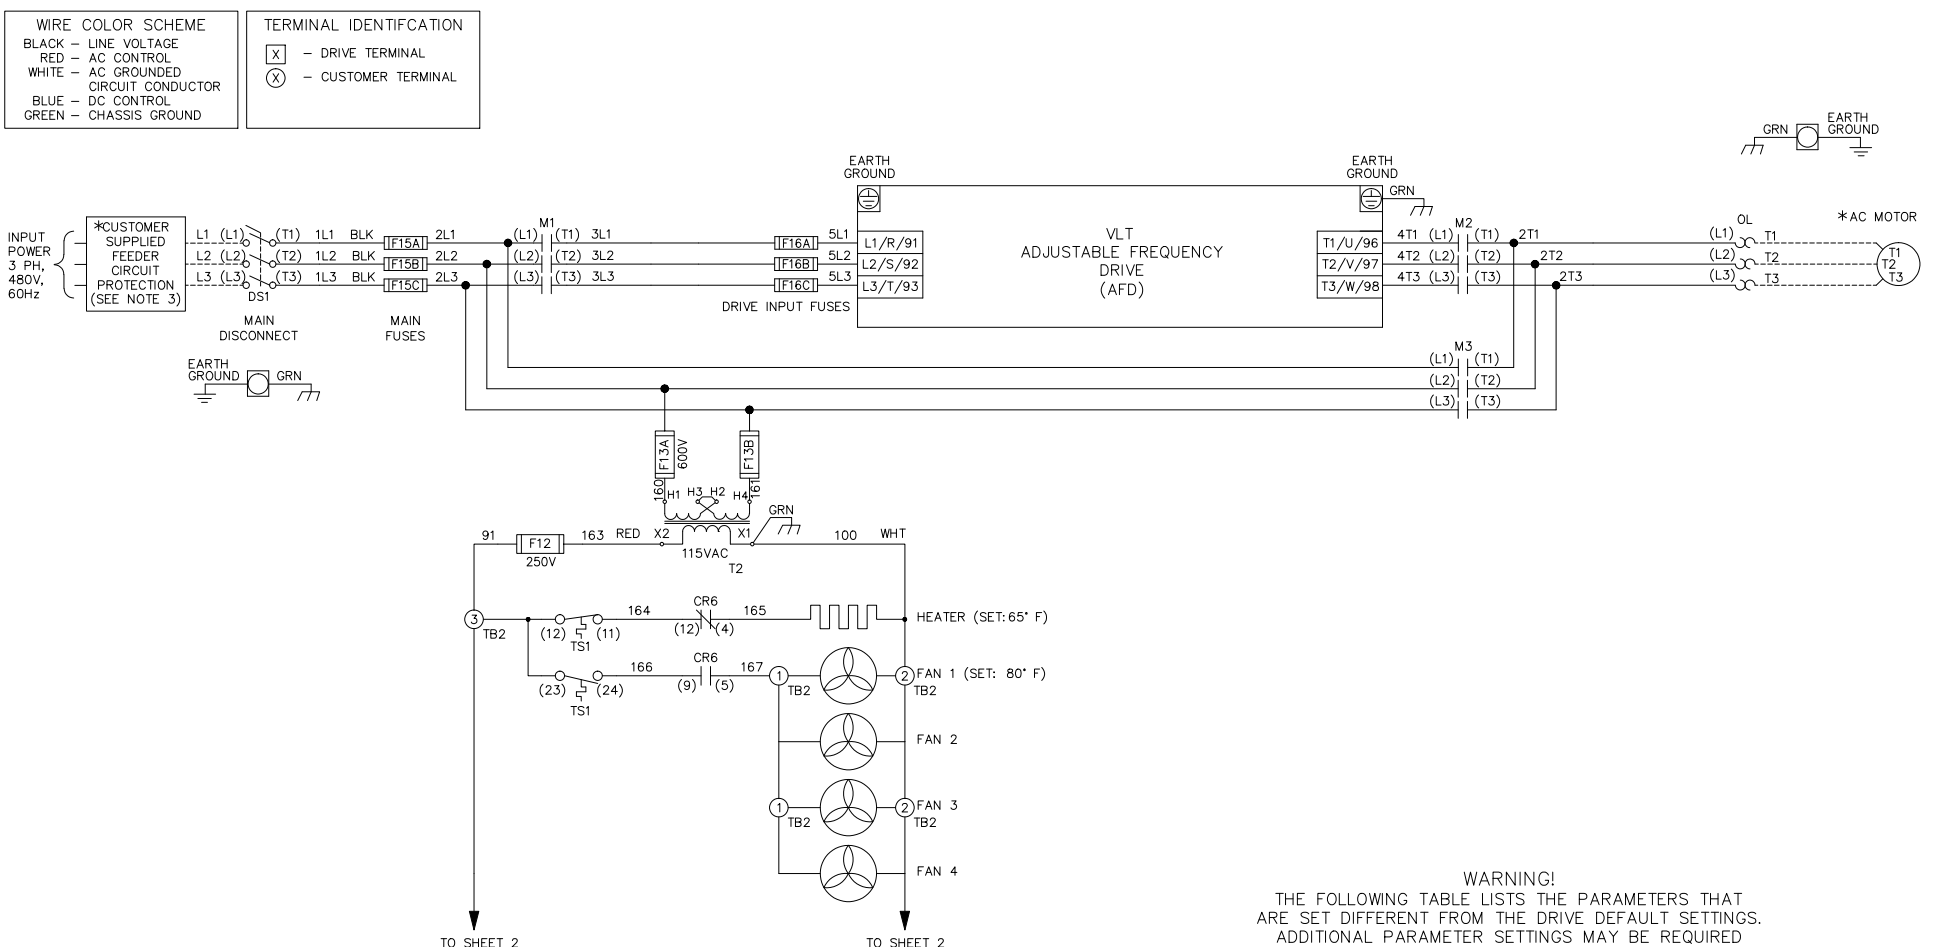 WIRE COLOR SCHEME
BLACK – LINE VOLTAGE
RED – AC CONTROL
WHITE – AC GROUNDED
CIRCUIT CONDUCTOR
BLUE – DC CONTROL
GREEN – CHASSIS GROUND
TERMINAL IDENTIFCATION
X – DRIVE TERMINAL
X – CUSTOMER TERMINAL
GRN
EARTH
GROUND
INPUT
POWER
3 PH,
480V,
60Hz
*CUSTOMER
SUPPLIED
FEEDER
CIRCUIT
PROTECTION
(SEE NOTE 3)
L1 (L1) (T1) 1L1 BLK F15A 2L1 (L1) M1 (T1) 3L1 F16A 5L1 L1/R/91
L2 (L2) (T2) 1L2 BLK F15B 2L2 (L2) (T2) 3L2 F16B 5L2 L2/S/92
L3 (L3) (T3) 1L3 BLK F15C 2L3 (L3) (T3) 3L3 F16C 5L3 L3/T/93
DS1
MAIN
DISCONNECT
MAIN
FUSES
DRIVE INPUT FUSES
EARTH
GROUND
VLT
ADJUSTABLE FREQUENCY
DRIVE
(AFD)
EARTH
GROUND
GRN
T1/U/96 4T1 (L1) M2 (T1) 2T1 (L1) OL T1
T2/V/97 4T2 (L2) (T2) 2T2 (L2) T2
T3/W/98 4T3 (L3) (T3) 2T3 (L3) T3
*AC MOTOR
T1
T2
T3
EARTH
GROUND GRN
M3
(L1) (T1)
(L2) (T2)
(L3) (T3)
F13A
600V
F13B
160
H1 H3 H2 H4
161
GRN
91 F12 163 RED X2 X1 100 WHT
250V
115VAC
T2
3 TB2
(12) (11) 164 CR6 (12) (4) 165 HEATER (SET:65° F)
TS1
(23) (24) 166 CR6 (9) (5) 167 1 2 FAN 1 (SET: 80° F)
TS1
TB2 TB2
FAN 2
1 2 FAN 3
TB2 TB2
FAN 4
TO SHEET 2
TO SHEET 2
WARNING!
THE FOLLOWING TABLE LISTS THE PARAMETERS THAT
ARE SET DIFFERENT FROM THE DRIVE DEFAULT SETTINGS.
ADDITIONAL PARAMETER SETTINGS MAY BE REQUIRED